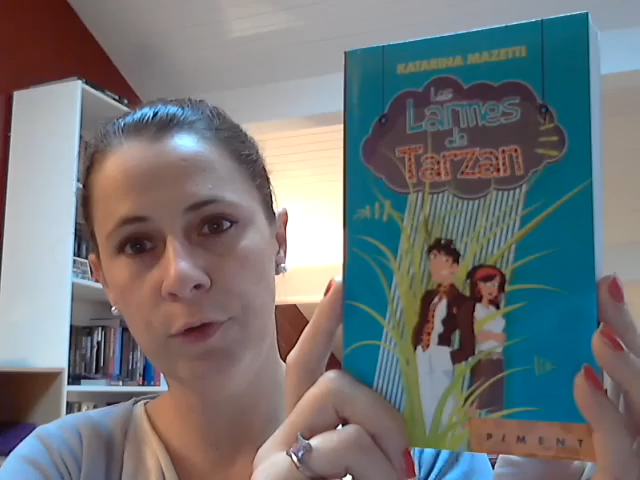 KATARINA MAZETTI
Les
Larmes
de
Tarzan
PIMENT